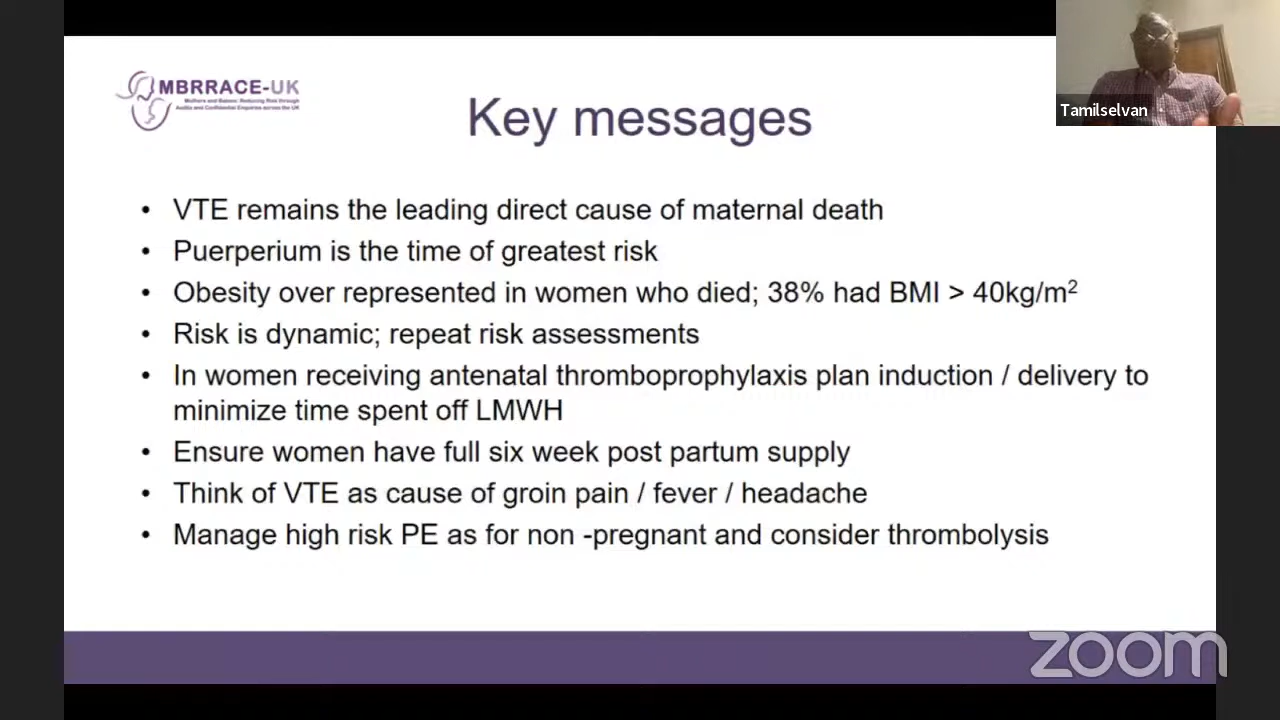 MBRRACE-UK
Mothers and Babies: Reducing Risk through
Audits and Confidential Enquiries across the UK
Key messages
Tamilselvan
• VTE remains the leading direct cause of maternal death
• Puerperium is the time of greatest risk
• Obesity over represented in women who died; 38% had BMI > 40kg/m²
• Risk is dynamic; repeat risk assessments
• In women receiving antenatal thromboprophylaxis plan induction / delivery to
minimize time spent off LMWH
• Ensure women have full six week post partum supply
• Think of VTE as cause of groin pain / fever / headache
• Manage high risk PE as for non -pregnant and consider thrombolysis
zoom